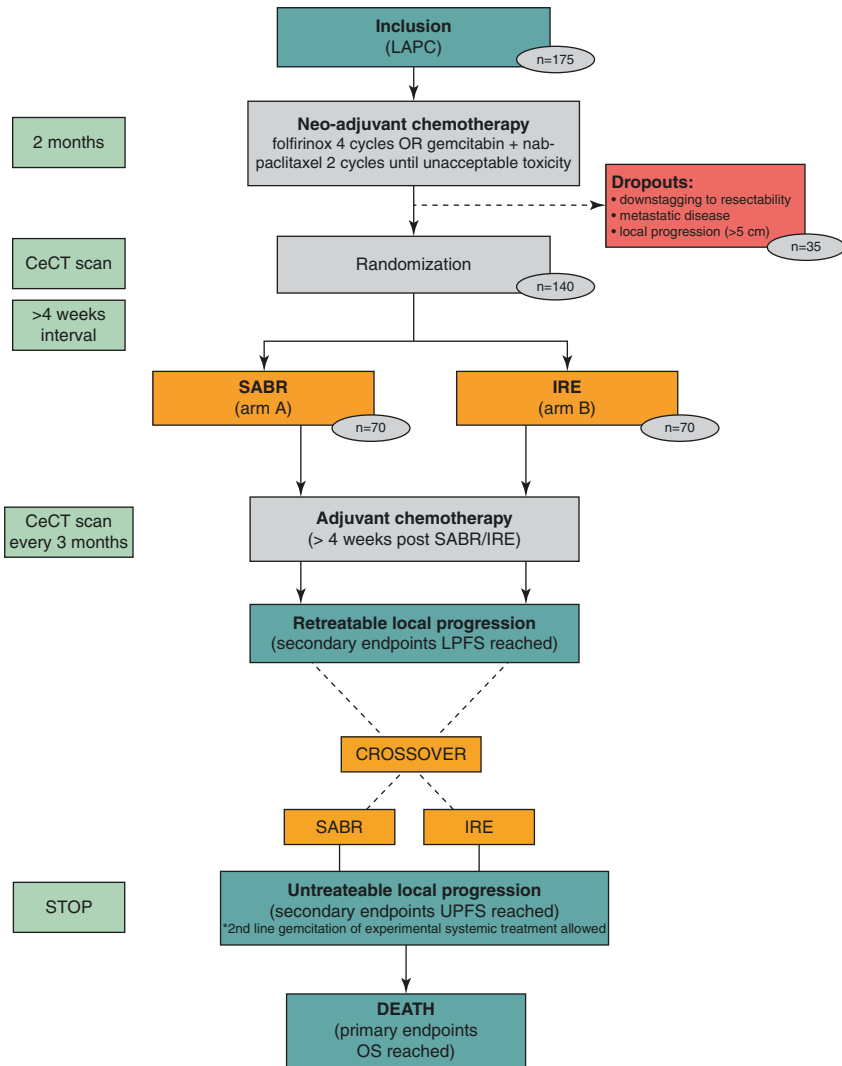 Inclusion
(LAPC)
n=175
2 months
Neo-adjuvant chemotherapy
folfirinox 4 cycles OR gemcitabin + nab-
paclitaxel 2 cycles until unacceptable toxicity
Dropouts:
• downstagging to resectability
• metastatic disease
• local progression (>5 cm)
n=35
CeCT scan
Randomization
n=140
>4 weeks
interval
SABR
(arm A)
n=70
IRE
(arm B)
n=70
CeCT scan
every 3 months
Adjuvant chemotherapy
(> 4 weeks post SABR/IRE)
Retreatable local progression
(secondary endpoints LPFS reached)
CROSSOVER
SABR
IRE
STOP
Untreateable local progression
(secondary endpoints UPFS reached)
*2nd line gemcitation of experimental systemic treatment allowed
DEATH
(primary endpoints
OS reached)